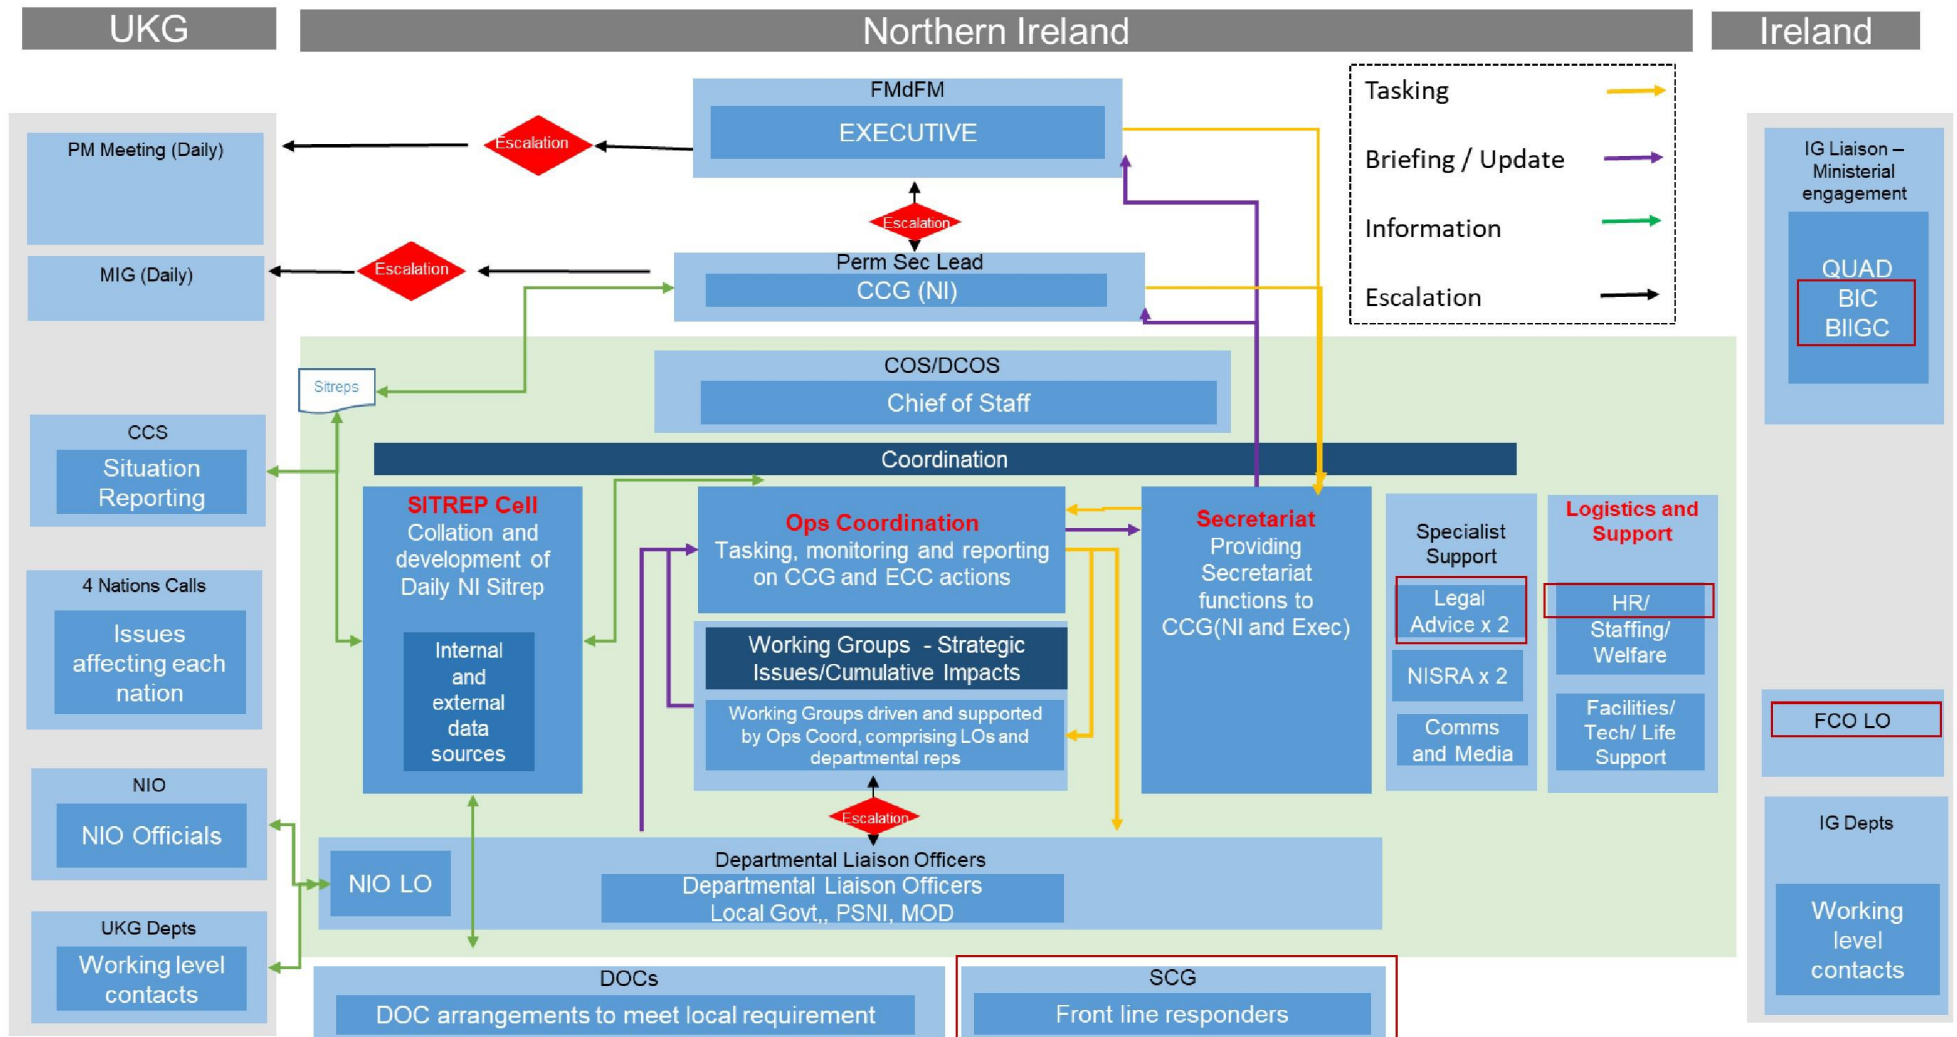 UKG
Northern Ireland
Ireland
FMdFM
EXECUTIVE
Tasking
Briefing / Update
Information
Escalation
PM Meeting (Daily)
Escalation
Escalation
MIG (Daily)
Escalation
Perm Sec Lead
CCG (NI)
IG Liaison –
Ministerial
engagement
QUAD
BIC
BIIGC
Sitreps
COS/DCOS
Chief of Staff
CCS
Situation
Reporting
Coordination
SITREP Cell
Collation and
development of
Daily NI Sitrep
Internal
and
external
data
sources
Ops Coordination
Tasking, monitoring and reporting
on CCG and ECC actions
Working Groups - Strategic
Issues/Cumulative Impacts
Working Groups driven and supported
by Ops Coord, comprising LOs and
departmental reps
Secretariat
Providing
Secretariat
functions to
CCG(NI and Exec)
Specialist
Support
Legal
Advice x 2
NISRA x 2
Comms
and Media
Logistics and
Support
HR/
Staffing/
Welfare
Facilities/
Tech/ Life
Support
4 Nations Calls
Issues
affecting each
nation
FCO LO
NIO
NIO Officials
Escalation
NIO LO
Departmental Liaison Officers
Departmental Liaison Officers
Local Govt,, PSNI, MOD
IG Depts
Working
level
contacts
UKG Depts
Working level
contacts
DOCs
DOC arrangements to meet local requirement
SCG
Front line responders